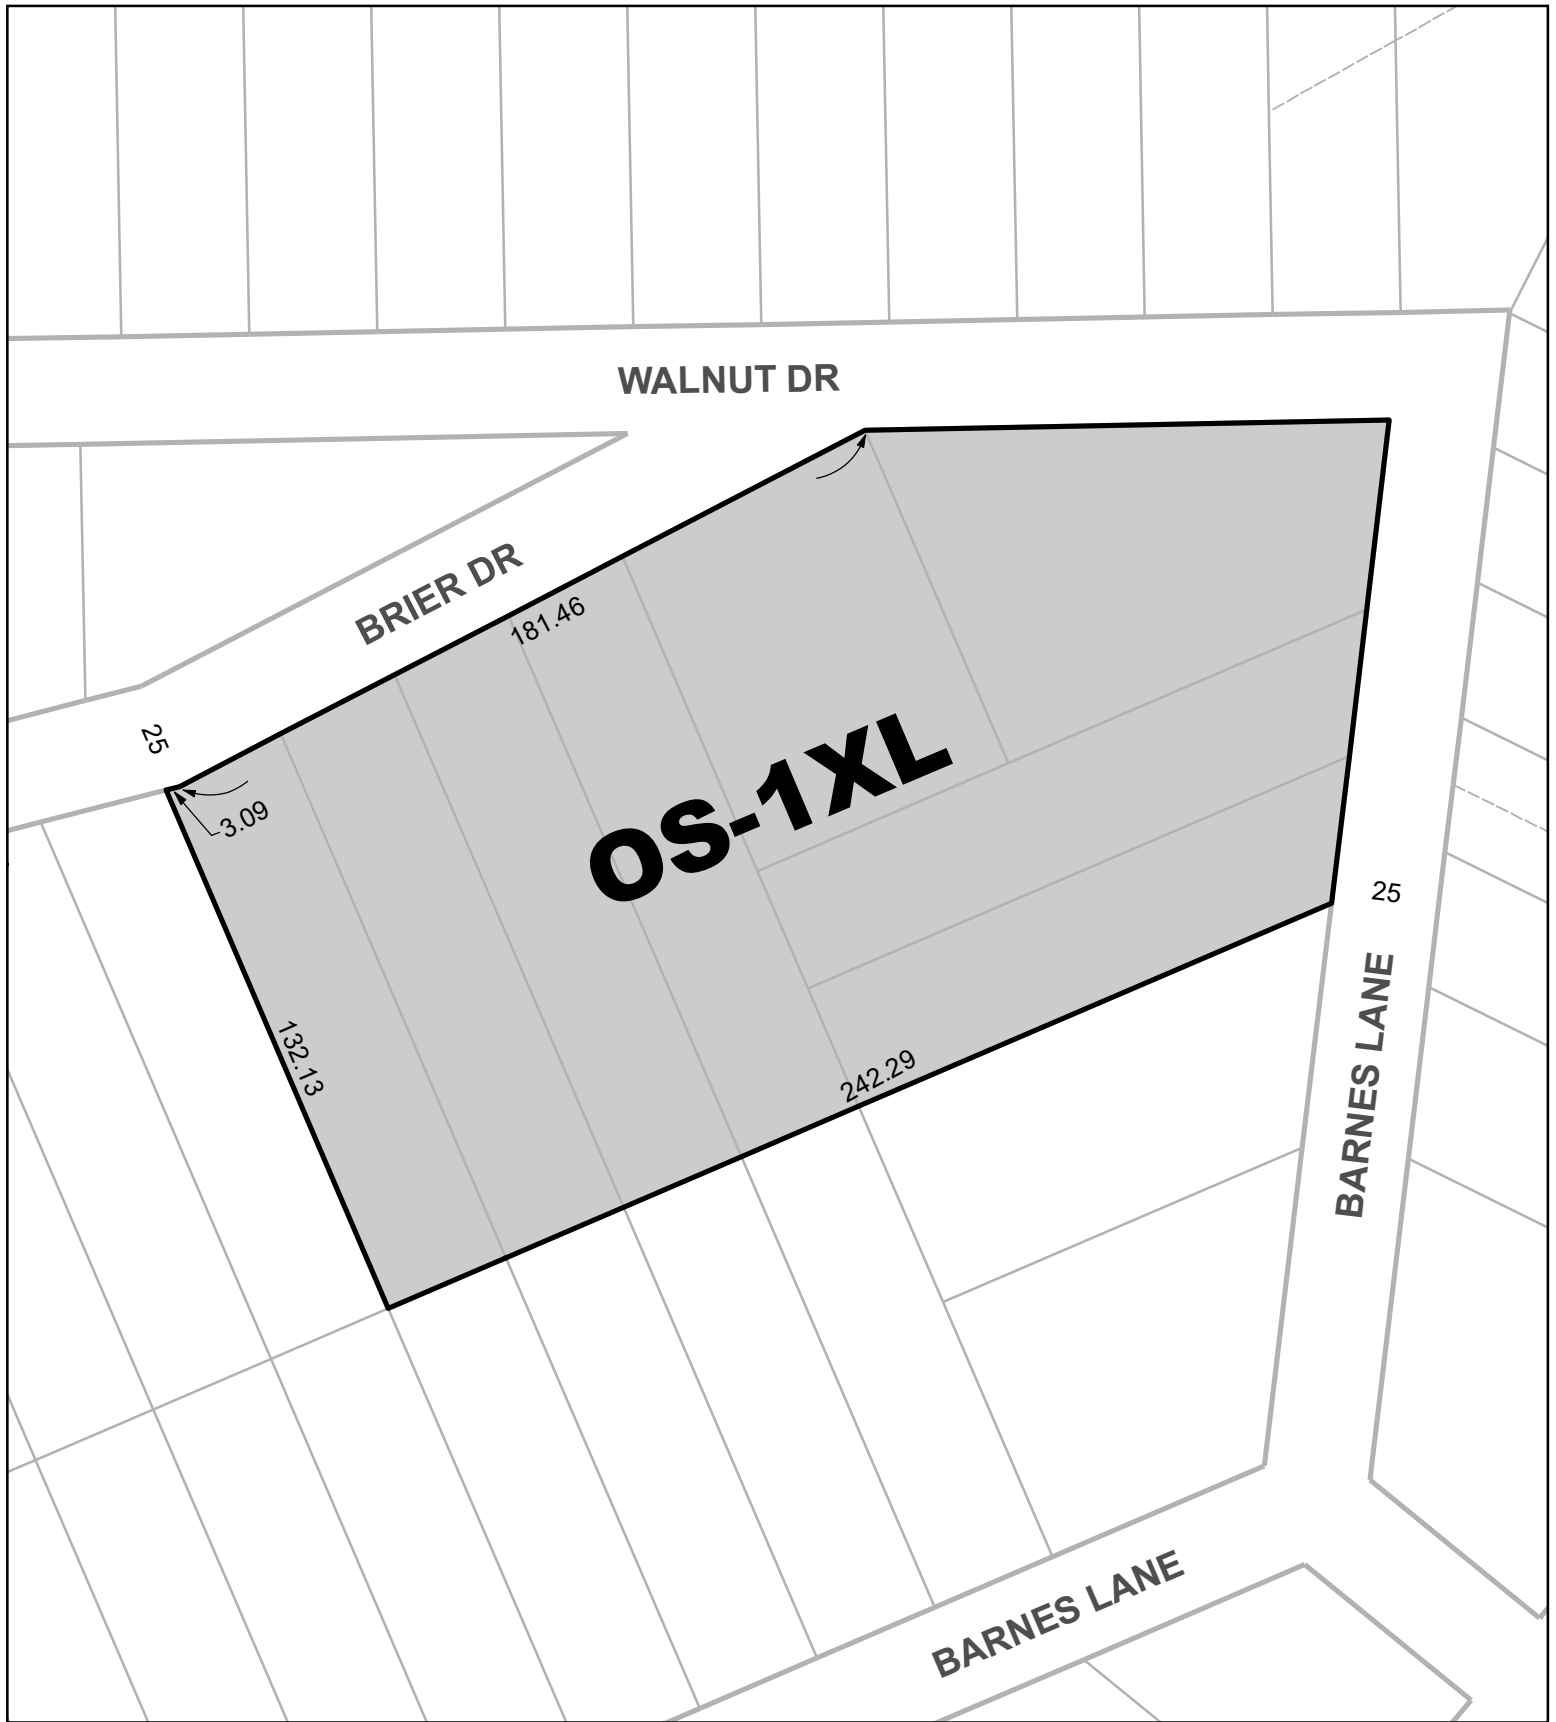 WALNUT DR
BRIER DR
181.46
25
3.09
OS-1XL
25
132.13
242.29
BARNES LANE
BARNES LANE